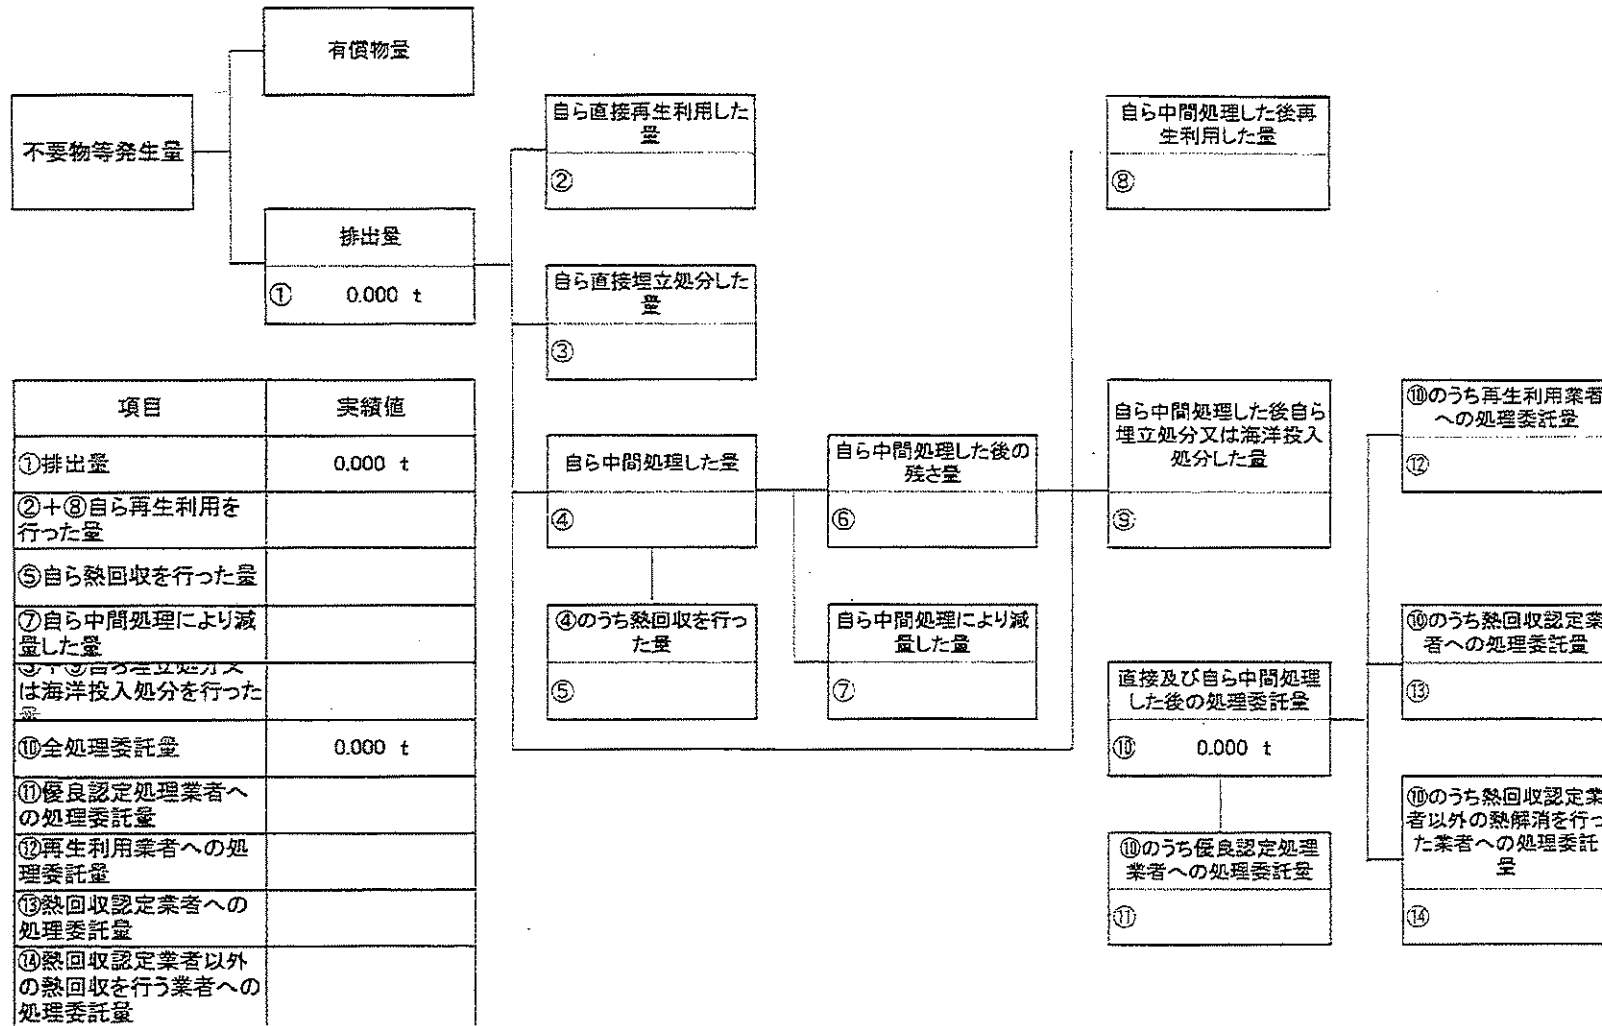 有償物量
不要物等発生量
排出量
① 0.000 t
自ら直接再生利用した
量
②
自ら直接埋立処分した
量
③
自ら中間処理した量
④
④のうち熱回収を行っ
た量
⑤
自ら中間処理した後の
残さ量
⑥
自ら中間処理により減
量した量
⑦
自ら中間処理した後再
生利用した量
⑧
自ら中間処理した後自ら
埋立処分又は海洋投入
処分した量
⑨
直接及び自ら中間処理
した後の処理委託量
⑩ 0.000 t
⑩のうち優良認定処理
業者への処理委託量
⑪
⑩のうち再生利用業者
への処理委託量
⑫
⑩のうち熱回収認定業
者への処理委託量
⑬
⑩のうち熱回収認定業
者以外の熱解消を行っ
た業者への処理委託
量
⑭
項目 実績値
①排出量 0.000 t
②+⑧自ら再生利用を
行った量
⑤自ら熱回収を行った量
⑦自ら中間処理により減
量した量
③+⑨自ら埋立処分又
は海洋投入処分を行った
量
⑩全処理委託量 0.000 t
⑪優良認定処理業者へ
の処理委託量
⑫再生利用業者への処
理委託量
⑬熱回収認定業者への
処理委託量
⑭熱回収認定業者以外
の熱回収を行う業者への
処理委託量